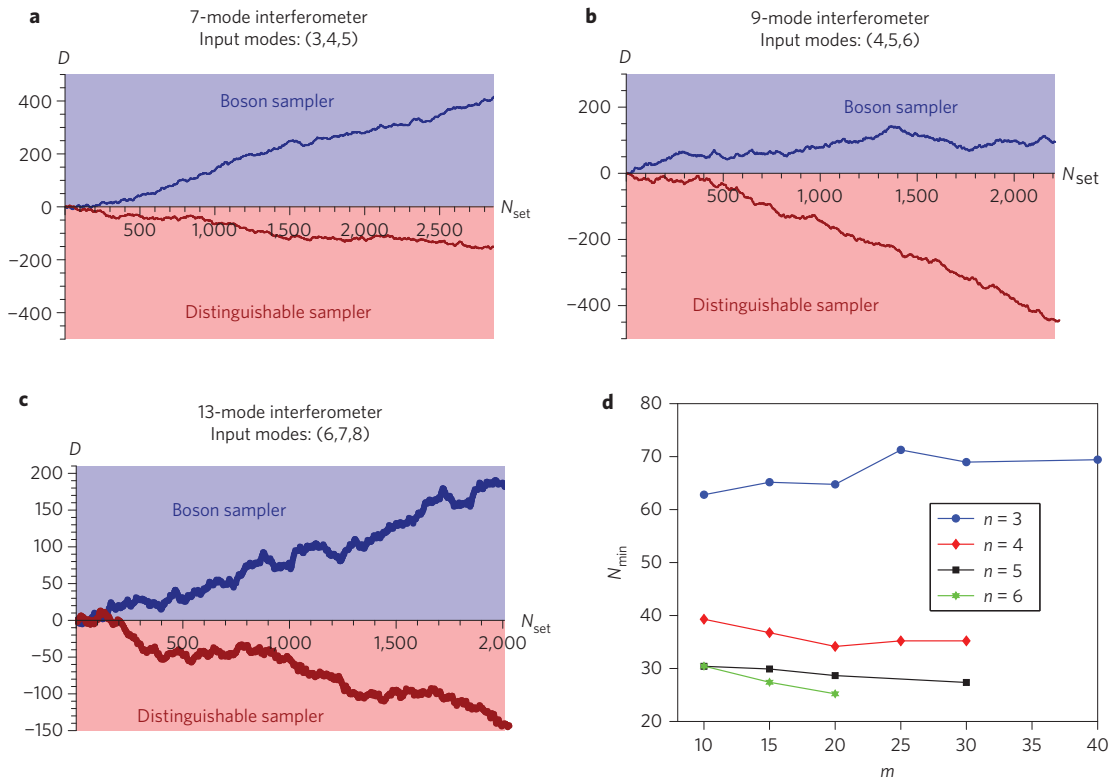 a
7-mode interferometer
Input modes: (3,4,5)
D
400
200
0
−200
−400
Boson sampler
500
1,000
1,500
2,000
2,500
N_set
Distinguishable sampler
b
9-mode interferometer
Input modes: (4,5,6)
D
200
0
−200
−400
Boson sampler
500
1,000
1,500
2,000
N_set
Distinguishable sampler
c
13-mode interferometer
Input modes: (6,7,8)
D
200
150
100
50
0
−50
−100
−150
Boson sampler
500
1,000
1,500
2,000
N_set
Distinguishable sampler
d
80
70
60
50
40
30
20
N_min
n = 3
n = 4
n = 5
n = 6
10
15
20
25
30
35
40
m